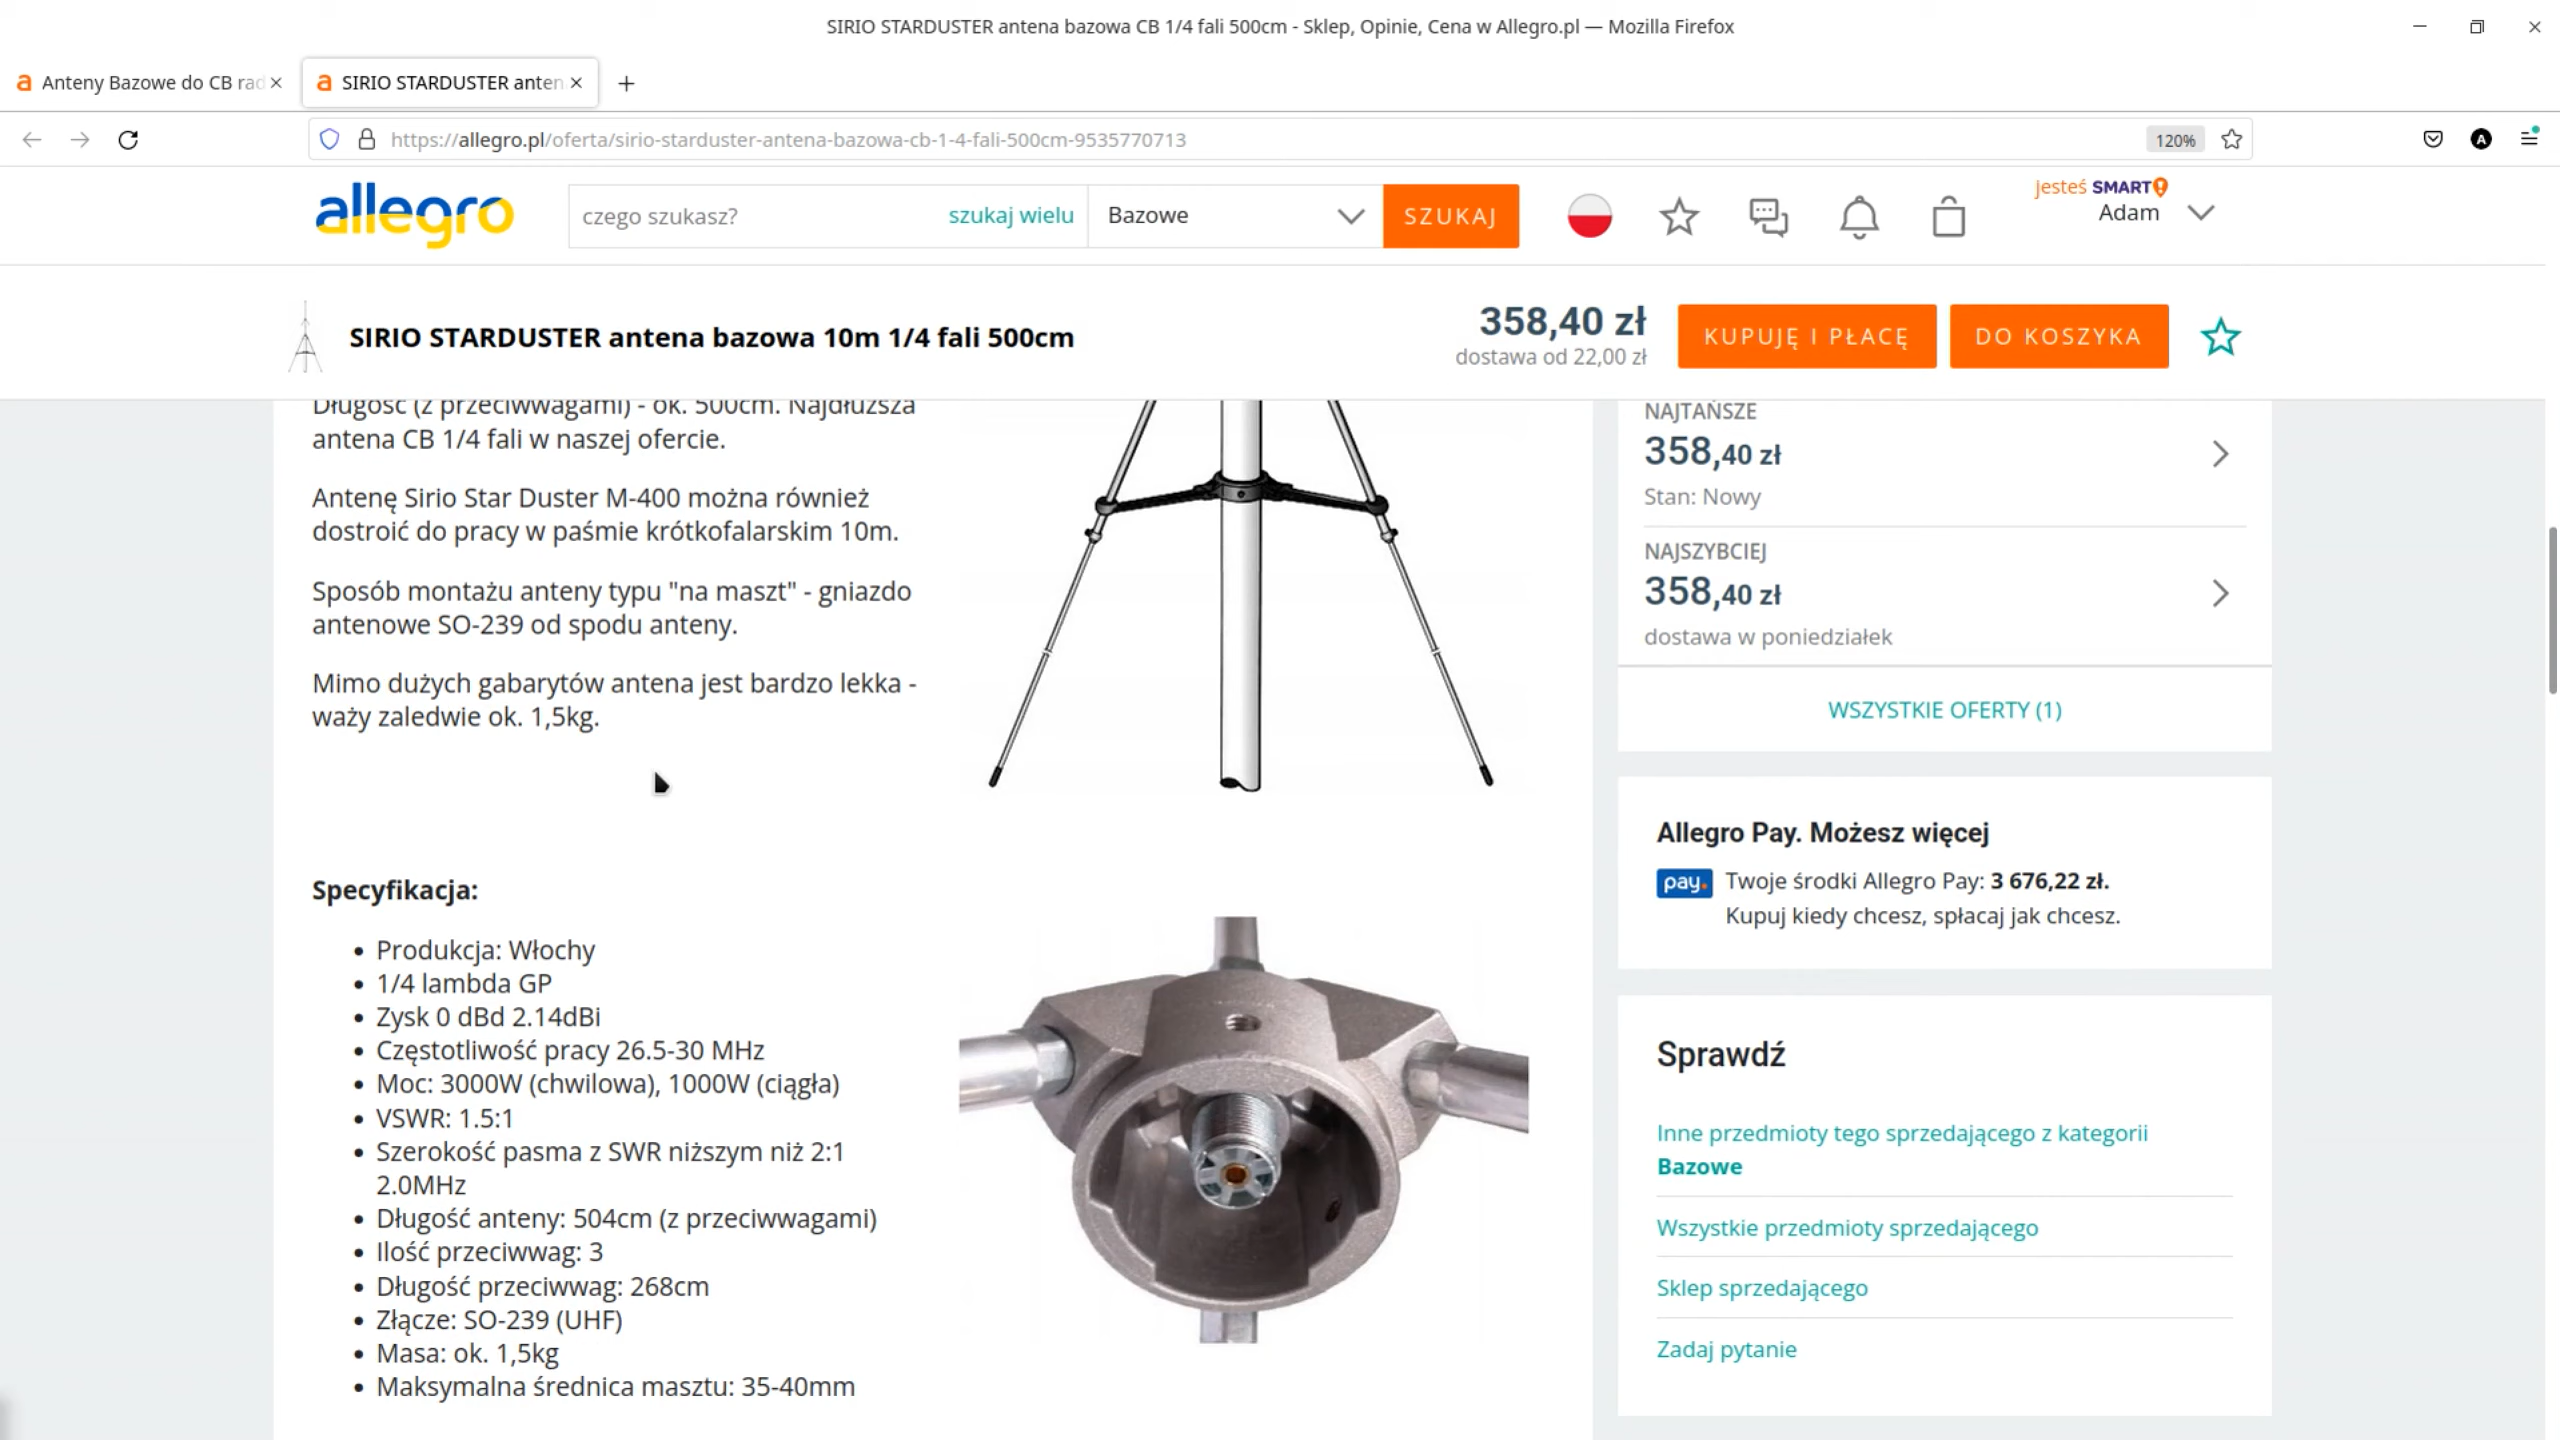 SIRIO STARDUSTER antena bazowa CB 1/4 fali 500cm - Sklep, Opinie, Cena w Allegro.pl — Mozilla Firefox
Anteny Bazowe do CB rad
SIRIO STARDUSTER anten
https://allegro.pl/oferta/sirio-starduster-antena-bazowa-cb-1-4-fali-500cm-9535770713
120%
A
allegro
czego szukasz?
szukaj wielu
Bazowe
SZUKAJ
jesteś SMART!
Adam
SIRIO STARDUSTER antena bazowa 10m 1/4 fali 500cm
358,40 zł
dostawa od 22,00 zł
KUPUJĘ I PŁACĘ
DO KOSZYKA
Długość (z przeciwwagami) - ok. 500cm. Najdłuższa
antena CB 1/4 fali w naszej ofercie.
Antenę Sirio Star Duster M-400 można również
dostroić do pracy w paśmie krótkofalarskim 10m.
Sposób montażu anteny typu "na maszt" - gniazdo
antenowe SO-239 od spodu anteny.
Mimo dużych gabarytów antena jest bardzo lekka -
waży zaledwie ok. 1,5kg.
Specyfikacja:
• Produkcja: Włochy
• 1/4 lambda GP
• Zysk 0 dBd 2.14dBi
• Częstotliwość pracy 26.5-30 MHz
• Moc: 3000W (chwilowa), 1000W (ciągła)
• VSWR: 1.5:1
• Szerokość pasma z SWR niższym niż 2:1
2.0MHz
• Długość anteny: 504cm (z przeciwwagami)
• Ilość przeciwwag: 3
• Długość przeciwwag: 268cm
• Złącze: SO-239 (UHF)
• Masa: ok. 1,5kg
• Maksymalna średnica masztu: 35-40mm
NAJTAŃSZE
358,40 zł
Stan: Nowy
NAJSZYBCIEJ
358,40 zł
dostawa w poniedziałek
WSZYSTKIE OFERTY (1)
Allegro Pay. Możesz więcej
pay.
Twoje środki Allegro Pay: 3 676,22 zł.
Kupuj kiedy chcesz, spłacaj jak chcesz.
Sprawdź
Inne przedmioty tego sprzedającego z kategorii
Bazowe
Wszystkie przedmioty sprzedającego
Sklep sprzedającego
Zadaj pytanie